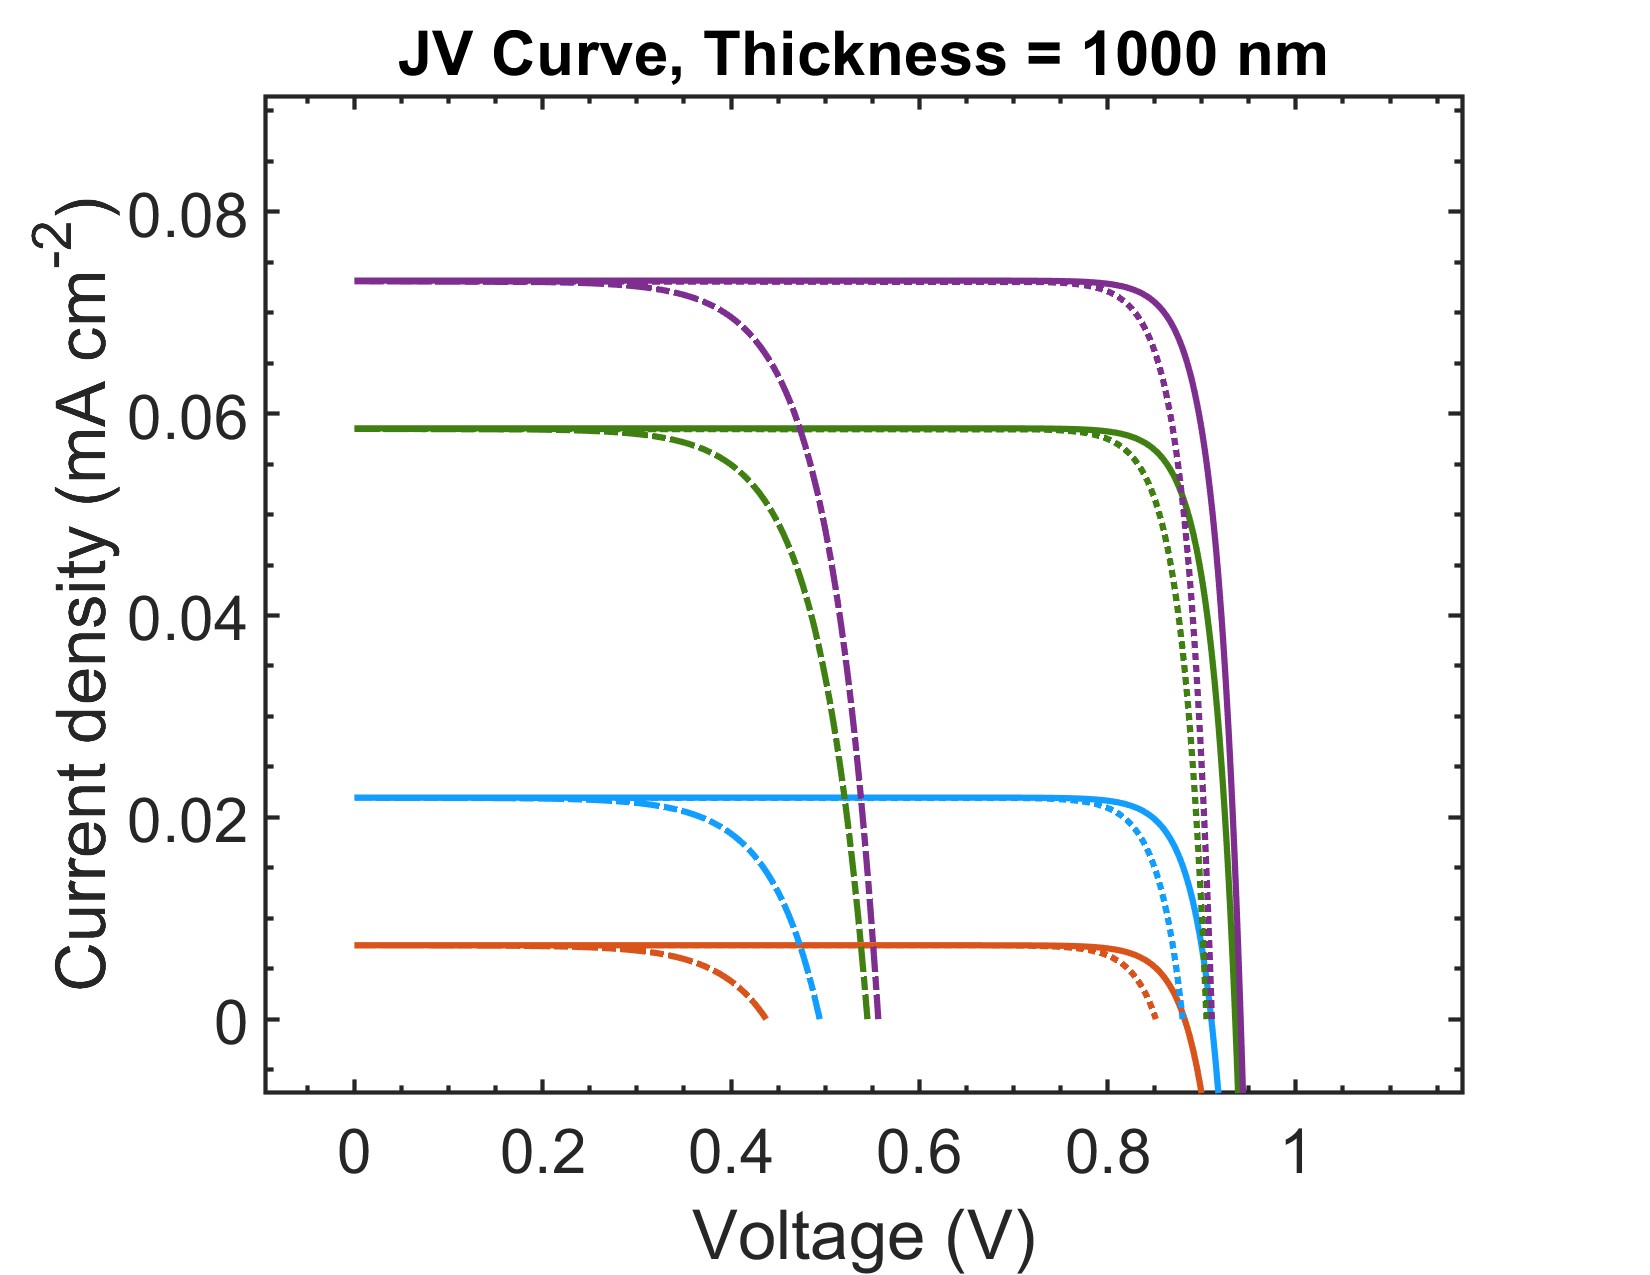 JV Curve, Thickness = 1000 nm
Current density (mA cm-2)
0.08
0.06
0.04
0.02
0
0 0.2 0.4 0.6 0.8 1
Voltage (V)